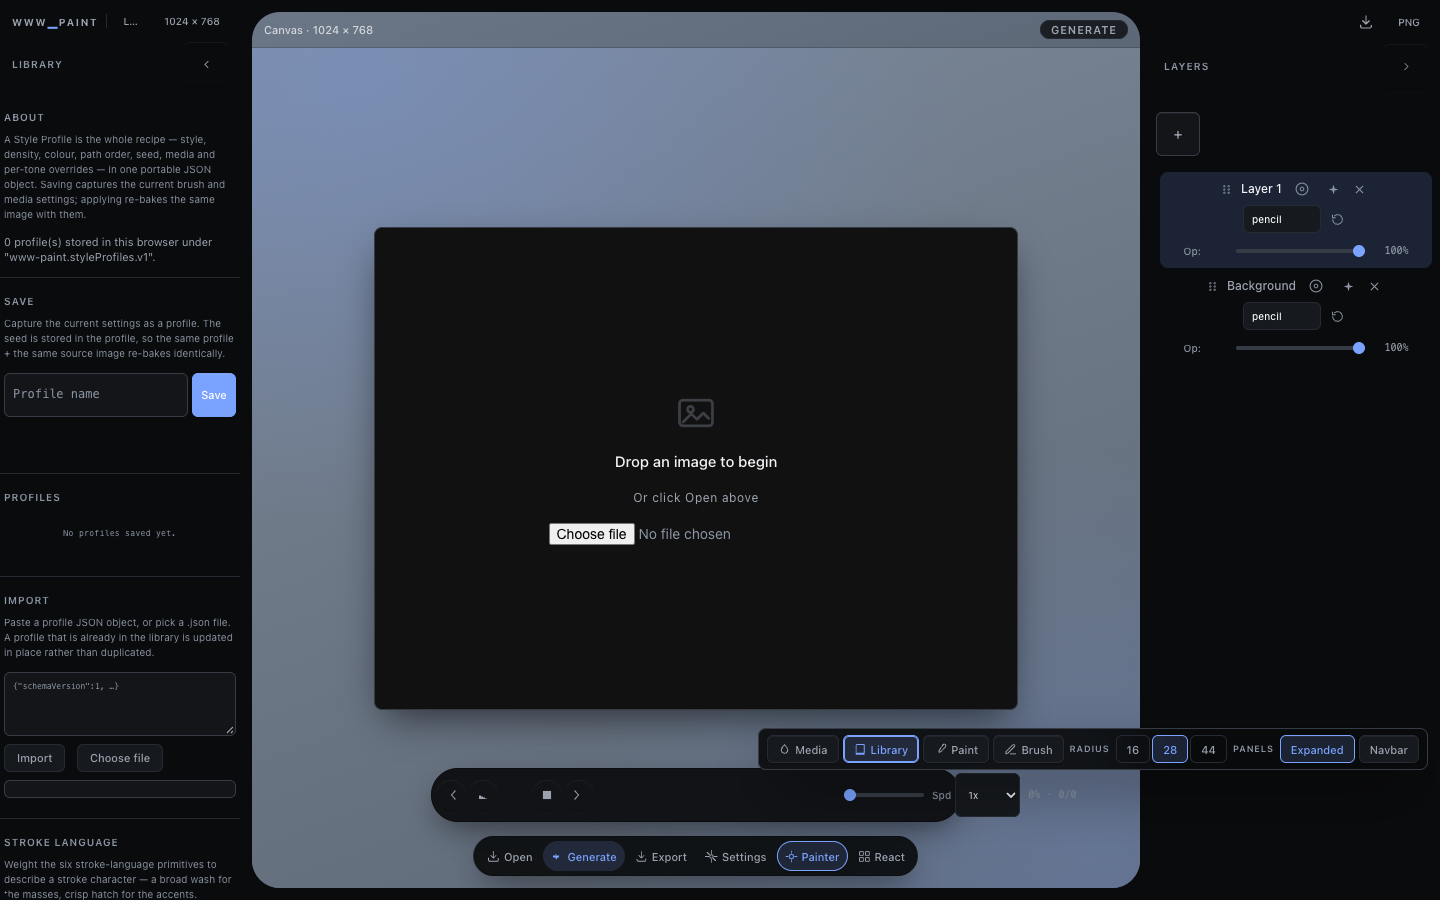 WWW_PAINT
L...
1024 × 768
Canvas · 1024 × 768
GENERATE
PNG
LIBRARY
LAYERS
ABOUT
A Style Profile is the whole recipe — style,
density, colour, path order, seed, media and
per-tone overrides — in one portable JSON
object. Saving captures the current brush and
media settings; applying re-bakes the same
image with them.
0 profile(s) stored in this browser under
"www-paint.styleProfiles.v1".
SAVE
Capture the current settings as a profile. The
seed is stored in the profile, so the same profile
+ the same source image re-bakes identically.
Profile name
Save
PROFILES
No profiles saved yet.
IMPORT
Paste a profile JSON object, or pick a .json file.
A profile that is already in the library is updated
in place rather than duplicated.
{"schemaVersion":1, …}
Import
Choose file
STROKE LANGUAGE
Weight the six stroke-language primitives to
describe a stroke character — a broad wash for
the masses, crisp hatch for the accents.
Drop an image to begin
Or click Open above
Choose file No file chosen
+
Layer 1
pencil
Op:
100%
Background
pencil
Op:
100%
Media
Library
Paint
Brush
RADIUS
16
28
44
PANELS
Expanded
Navbar
Spd
1x
0% · 0/0
Open
Generate
Export
Settings
Painter
React